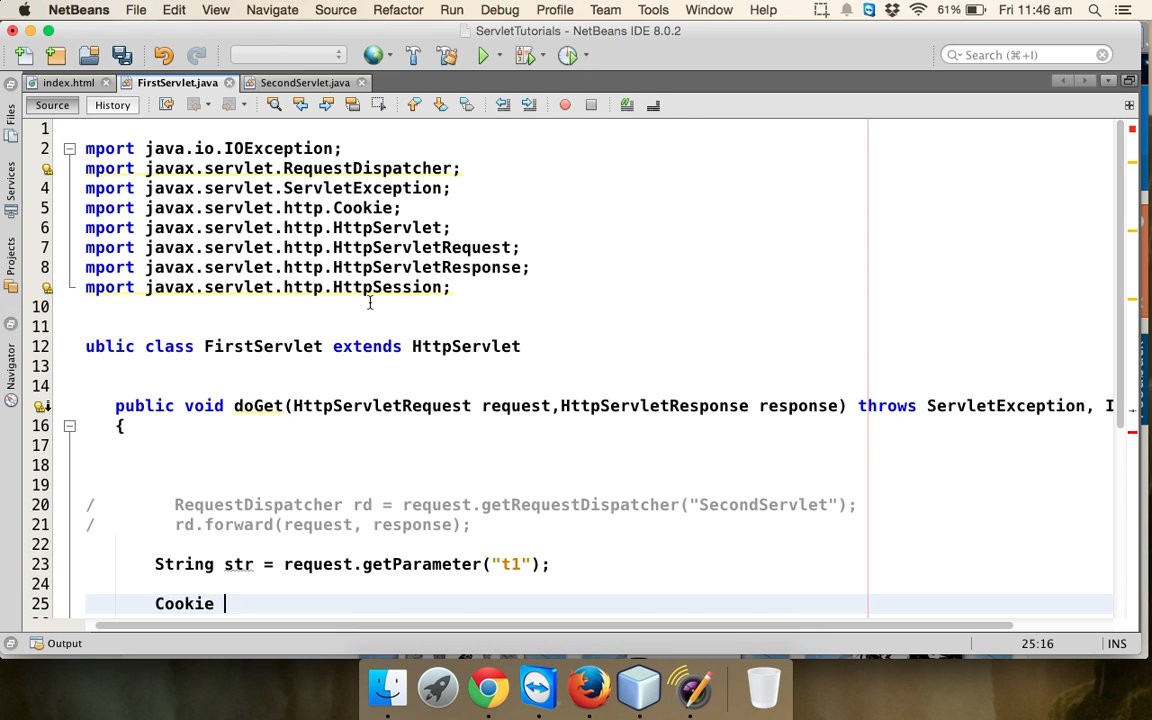 NetBeans File Edit View Navigate Source Refactor Run Debug Profile Team Tools Window Help 61% Fri 11:46 am
ServletTutorials - NetBeans IDE 8.0.2
Search (⌘+I)
index.html FirstServlet.java SecondServlet.java
Source History
Files
Services
Projects
Navigator
1
2 mport java.io.IOException;
mport javax.servlet.RequestDispatcher;
4 mport javax.servlet.ServletException;
5 mport javax.servlet.http.Cookie;
6 mport javax.servlet.http.HttpServlet;
7 mport javax.servlet.http.HttpServletRequest;
8 mport javax.servlet.http.HttpServletResponse;
mport javax.servlet.http.HttpSession;
10
11
12 ublic class FirstServlet extends HttpServlet
13
14
public void doGet(HttpServletRequest request,HttpServletResponse response) throws ServletException, I
16 {
17
18
19
20 / RequestDispatcher rd = request.getRequestDispatcher("SecondServlet");
21 / rd.forward(request, response);
22
23 String str = request.getParameter("t1");
24
25 Cookie
Output 25:16 INS